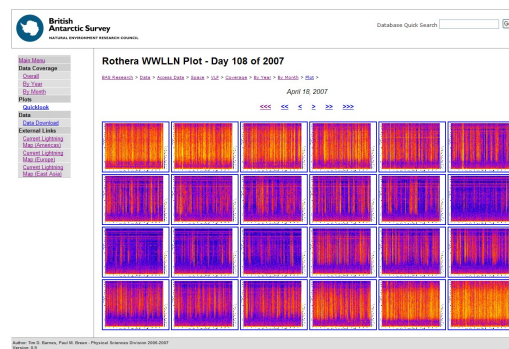 British
Antarctic Survey
NATURAL ENVIRONMENT RESEARCH COUNCIL
Database Quick Search
Main Menu
Data Coverage
Overall
By Year
By Month
Plots
Quicklook
Data
Data Download
External Links
Current Lightning
Map (Americas)
Current Lightning
Map (Europe)
Current Lightning
Map (East Asia)
Rothera WWLLN Plot - Day 108 of 2007
BAS Research > Data > Access Data > Space > VLF > Coverage > By Year > By Month > Plot >
April 18, 2007
<<< << < > >> >>>
Author: Tim D. Barnes, Paul M. Breen - Physical Sciences Division 2006-2007